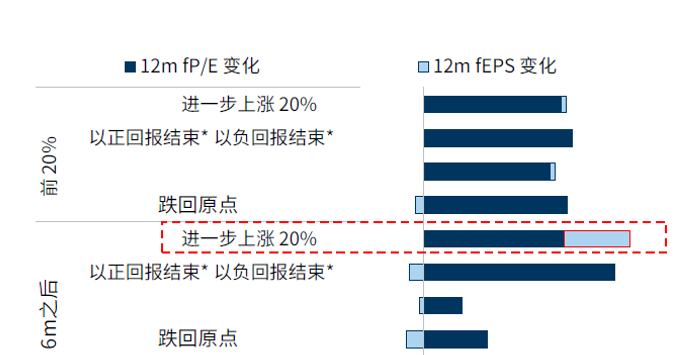 12m fP/E 变化 12m fEPS 变化
前 20%
进一步上涨 20%
以正回报结束* 以负回报结束*
跌回原点
6m之后
进一步上涨 20%
以正回报结束* 以负回报结束*
跌回原点